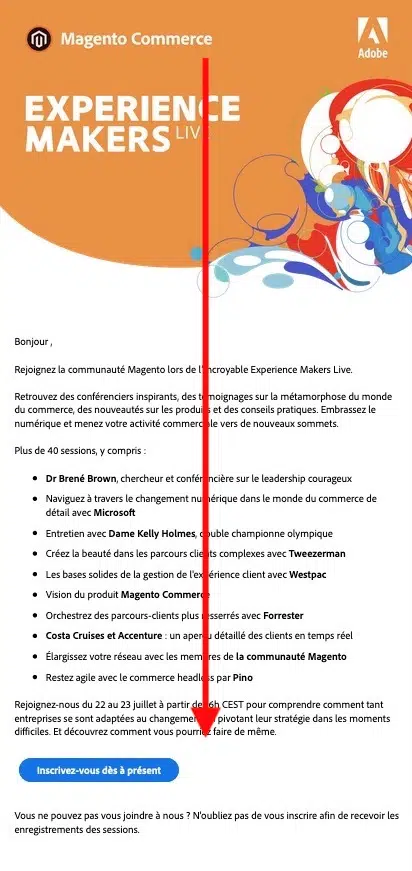 Magento Commerce
Adobe
EXPERIENCE
MAKERS LIVE
Bonjour ,
Rejoignez la communauté Magento lors de l'incroyable Experience Makers Live.
Retrouvez des conférenciers inspirants, des témoignages sur la métamorphose du monde
du commerce, des nouveautés sur les produits et des conseils pratiques. Embrassez le
numérique et menez votre activité commerciale vers de nouveaux sommets.
Plus de 40 sessions, y compris :
• Dr Brené Brown, chercheur et conférencière sur le leadership courageux
• Naviguez à travers le changement numérique dans le monde du commerce de
détail avec Microsoft
• Entretien avec Dame Kelly Holmes, double championne olympique
• Créez la beauté dans les parcours clients complexes avec Tweezerman
• Les bases solides de la gestion de l'expérience client avec Westpac
• Vision du produit Magento Commerce
• Orchestrez des parcours-clients plus resserrés avec Forrester
• Costa Cruises et Accenture : un aperçu détaillé des clients en temps réel
• Élargissez votre réseau avec les membres de la communauté Magento
• Restez agile avec le commerce headless par Pino
Rejoignez-nous du 22 au 23 juillet à partir de CEST pour comprendre comment tant
entreprises se sont adaptées au changement pivotant leur stratégie dans les moments
difficiles. Et découvrez comment vous pourriez faire de même.
Inscrivez-vous dès à présent
Vous ne pouvez pas vous joindre à nous ? N'oubliez pas de vous inscrire afin de recevoir les
enregistrements des sessions.